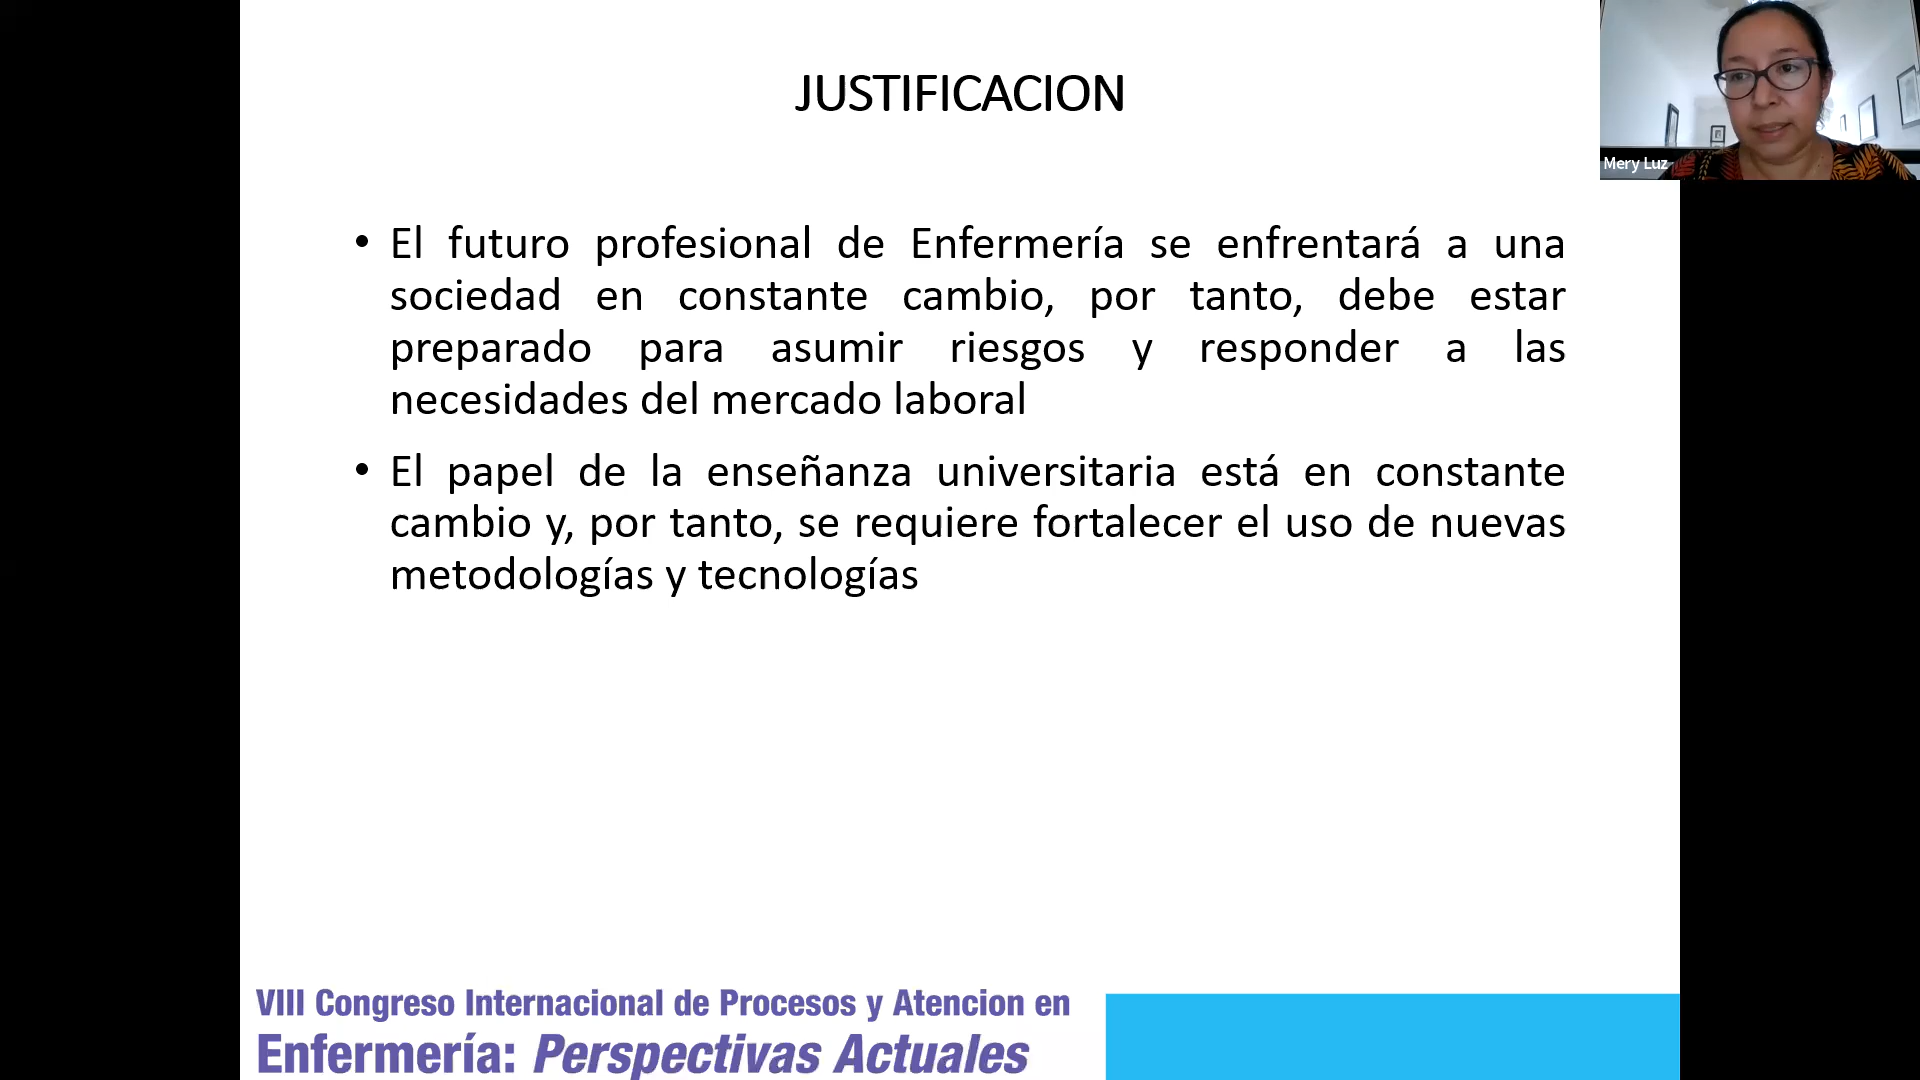 JUSTIFICACION
Mery Luz
• El futuro profesional de Enfermería se enfrentará a una
sociedad en constante cambio, por tanto, debe estar
preparado para asumir riesgos y responder a las
necesidades del mercado laboral
• El papel de la enseñanza universitaria está en constante
cambio y, por tanto, se requiere fortalecer el uso de nuevas
metodologías y tecnologías
VIII Congreso Internacional de Procesos y Atencion en
Enfermería: Perspectivas Actuales